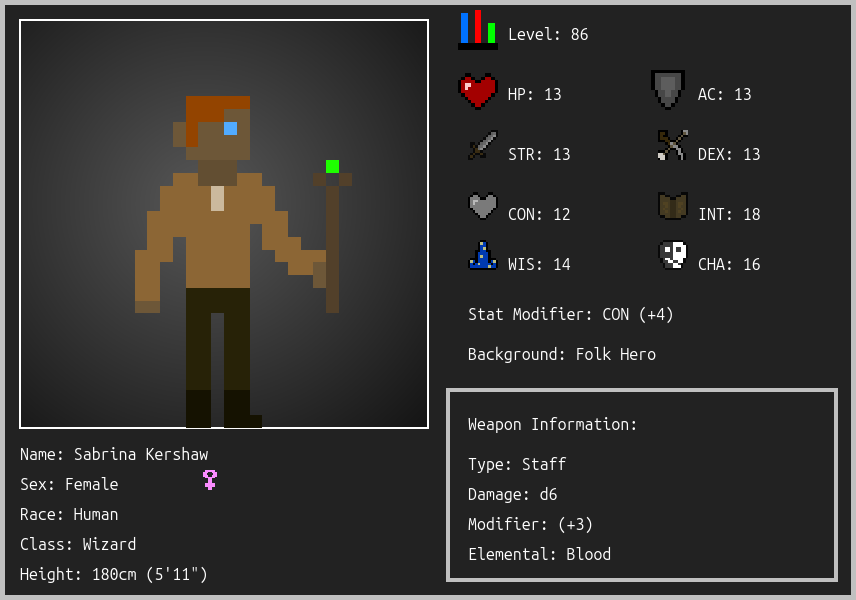 Level: 86
HP: 13
AC: 13
STR: 13
DEX: 13
CON: 12
INT: 18
WIS: 14
CHA: 16
Stat Modifier: CON (+4)
Background: Folk Hero
Weapon Information:
Type: Staff
Damage: d6
Modifier: (+3)
Elemental: Blood
Name: Sabrina Kershaw
Sex: Female
Race: Human
Class: Wizard
Height: 180cm (5'11")